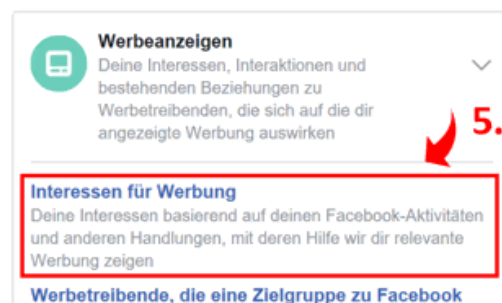 Werbeanzeigen
Deine Interessen, Interaktionen und
bestehenden Beziehungen zu
Werbetreibenden, die sich auf die dir
angezeigte Werbung auswirken
5.
Interessen für Werbung
Deine Interessen basierend auf deinen Facebook-Aktivitäten
und anderen Handlungen, mit deren Hilfe wir dir relevante
Werbung zeigen
Werbetreibende, die eine Zielgruppe zu Facebook